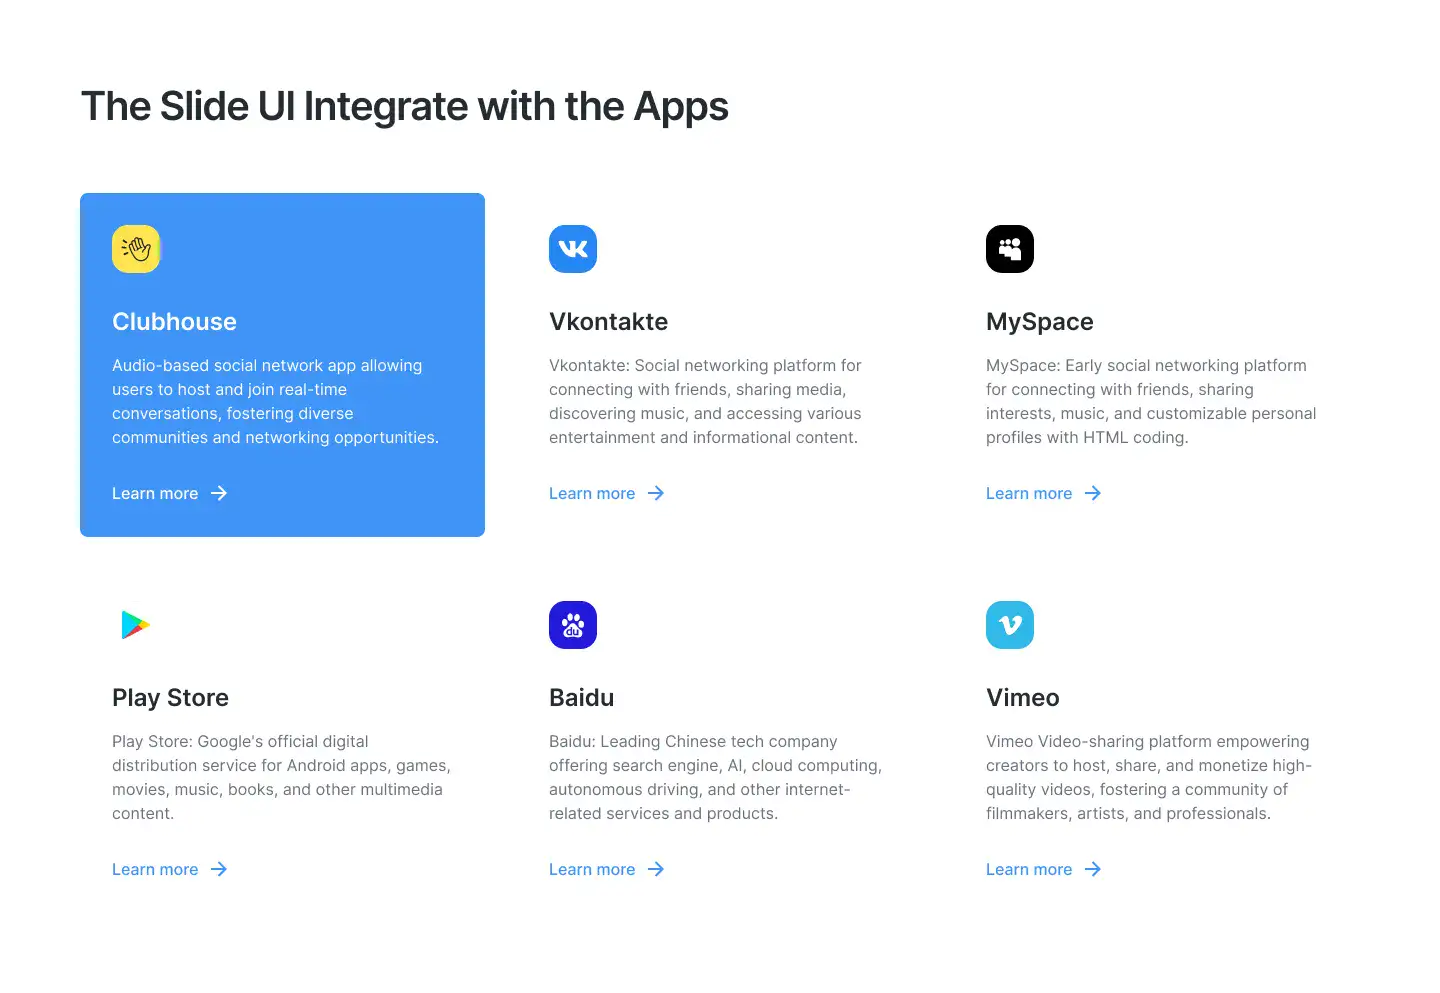 The Slide UI Integrate with the Apps
Clubhouse
Audio-based social network app allowing
users to host and join real-time
conversations, fostering diverse
communities and networking opportunities.
Learn more
Vkontakte
Vkontakte: Social networking platform for
connecting with friends, sharing media,
discovering music, and accessing various
entertainment and informational content.
Learn more
MySpace
MySpace: Early social networking platform
for connecting with friends, sharing
interests, music, and customizable personal
profiles with HTML coding.
Learn more
Play Store
Play Store: Google's official digital
distribution service for Android apps, games,
movies, music, books, and other multimedia
content.
Learn more
du
Baidu
Baidu: Leading Chinese tech company
offering search engine, AI, cloud computing,
autonomous driving, and other internet-
related services and products.
Learn more
Vimeo
Vimeo Video-sharing platform empowering
creators to host, share, and monetize high-
quality videos, fostering a community of
filmmakers, artists, and professionals.
Learn more